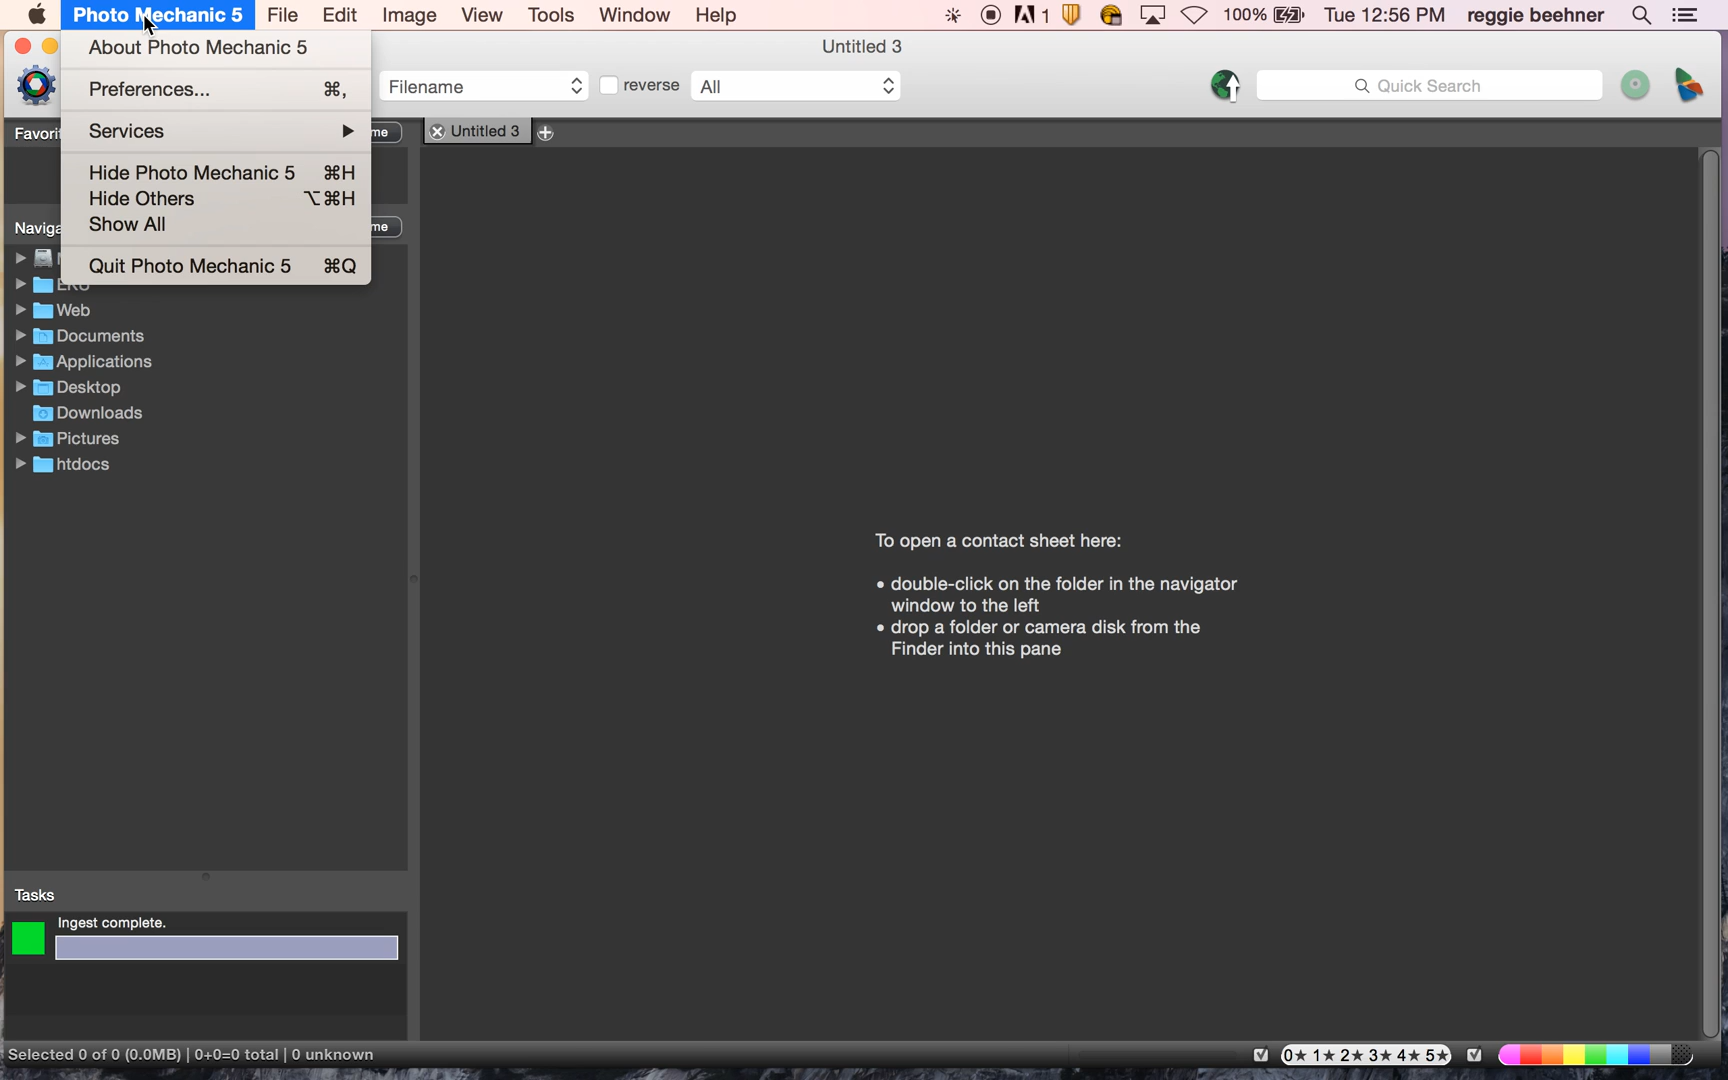 Photo Mechanic 5 File Edit Image View Tools Window Help 1 100% Tue 12:56 PM reggie beehner
About Photo Mechanic 5
Preferences... ⌘,
Services ▶
Hide Photo Mechanic 5 ⌘H
Hide Others ⌥⌘H
Show All
Quit Photo Mechanic 5 ⌘Q
Untitled 3
Filename reverse All Quick Search
Untitled 3
Web
Documents
Applications
Desktop
Downloads
Pictures
htdocs
To open a contact sheet here:
• double-click on the folder in the navigator
window to the left
• drop a folder or camera disk from the
Finder into this pane
Tasks
Ingest complete.
Selected 0 of 0 (0.0MB) | 0+0=0 total | 0 unknown 0★ 1★ 2★ 3★ 4★ 5★